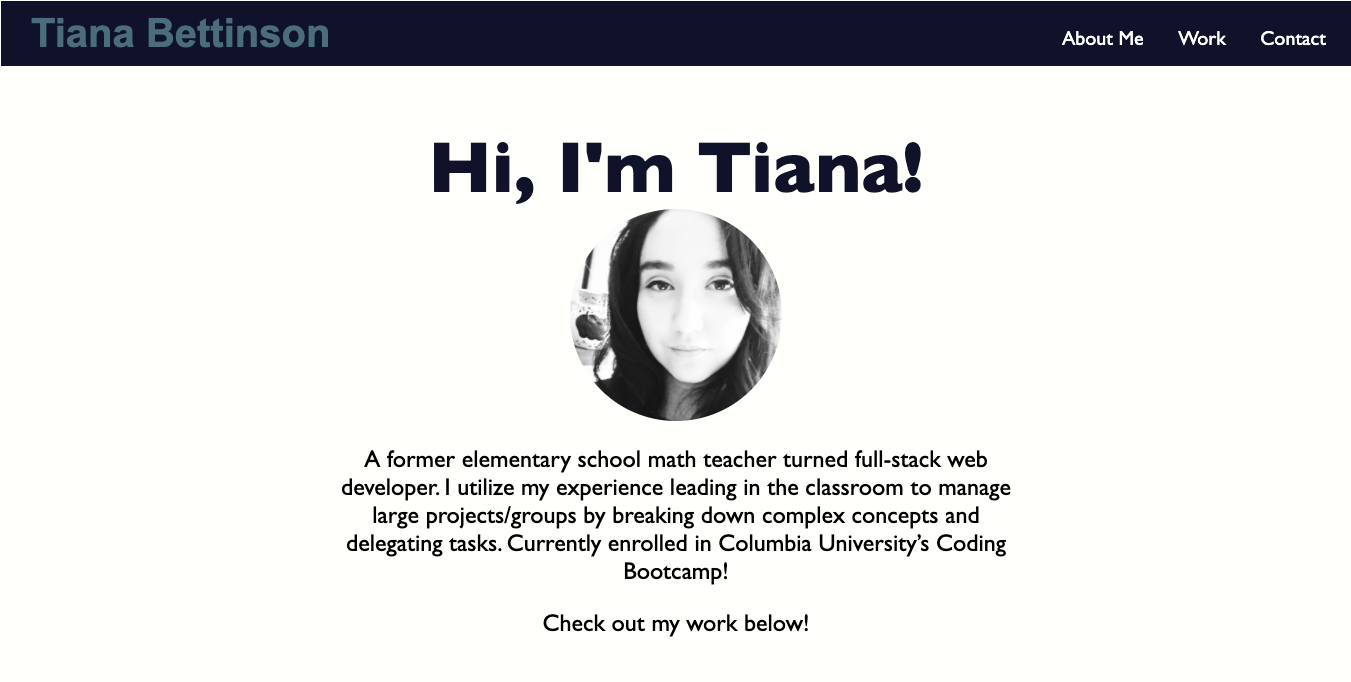 Tiana Bettinson
About Me Work Contact
Hi, I'm Tiana!
A former elementary school math teacher turned full-stack web
developer. I utilize my experience leading in the classroom to manage
large projects/groups by breaking down complex concepts and
delegating tasks. Currently enrolled in Columbia University’s Coding
Bootcamp!
Check out my work below!